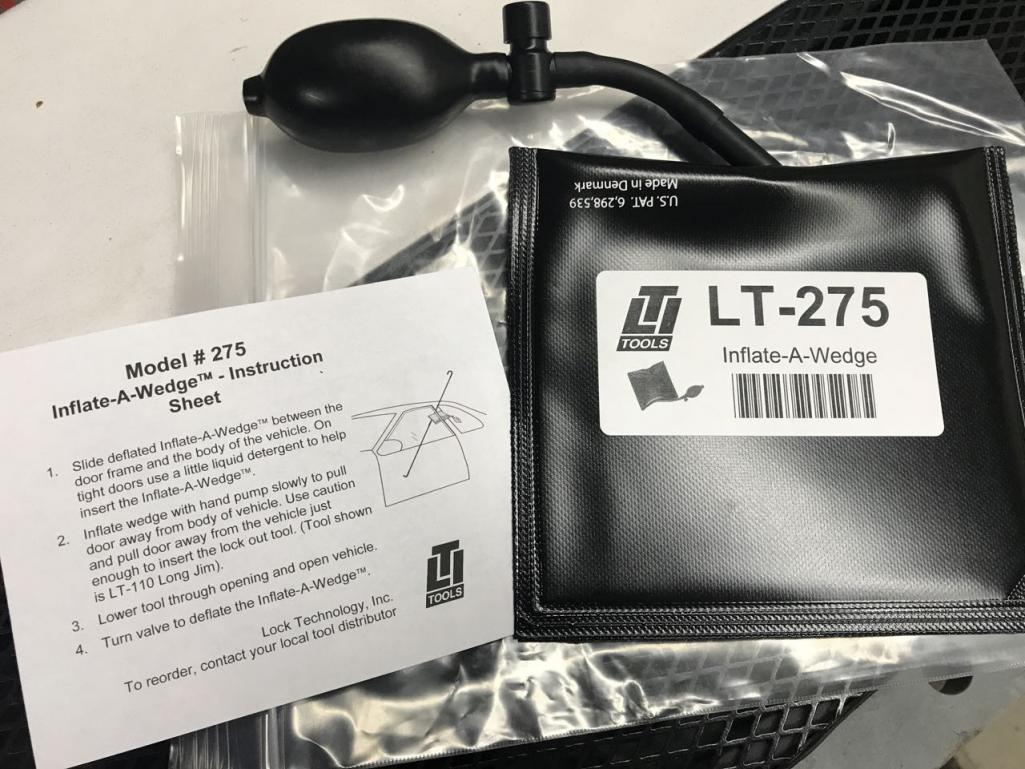 Made in Denmark
U.S. PAT. 6,298,539
LTI
TOOLS
LT-275
Inflate-A-Wedge
Model # 275
Inflate-A-Wedge™ - Instruction
Sheet
1. Slide deflated Inflate-A-Wedge™ between the
door frame and the body of the vehicle. On
tight doors use a little liquid detergent to help
insert the Inflate-A-Wedge™.
2. Inflate wedge with hand pump slowly to pull
door away from body of vehicle. Use caution
and pull door away from the vehicle just
enough to insert the lock out tool. (Tool shown
is LT-110 Long Jim).
3. Lower tool through opening and open vehicle.
4. Turn valve to deflate the Inflate-A-Wedge™.
LTI
TOOLS
Lock Technology, Inc.
To reorder, contact your local tool distributor